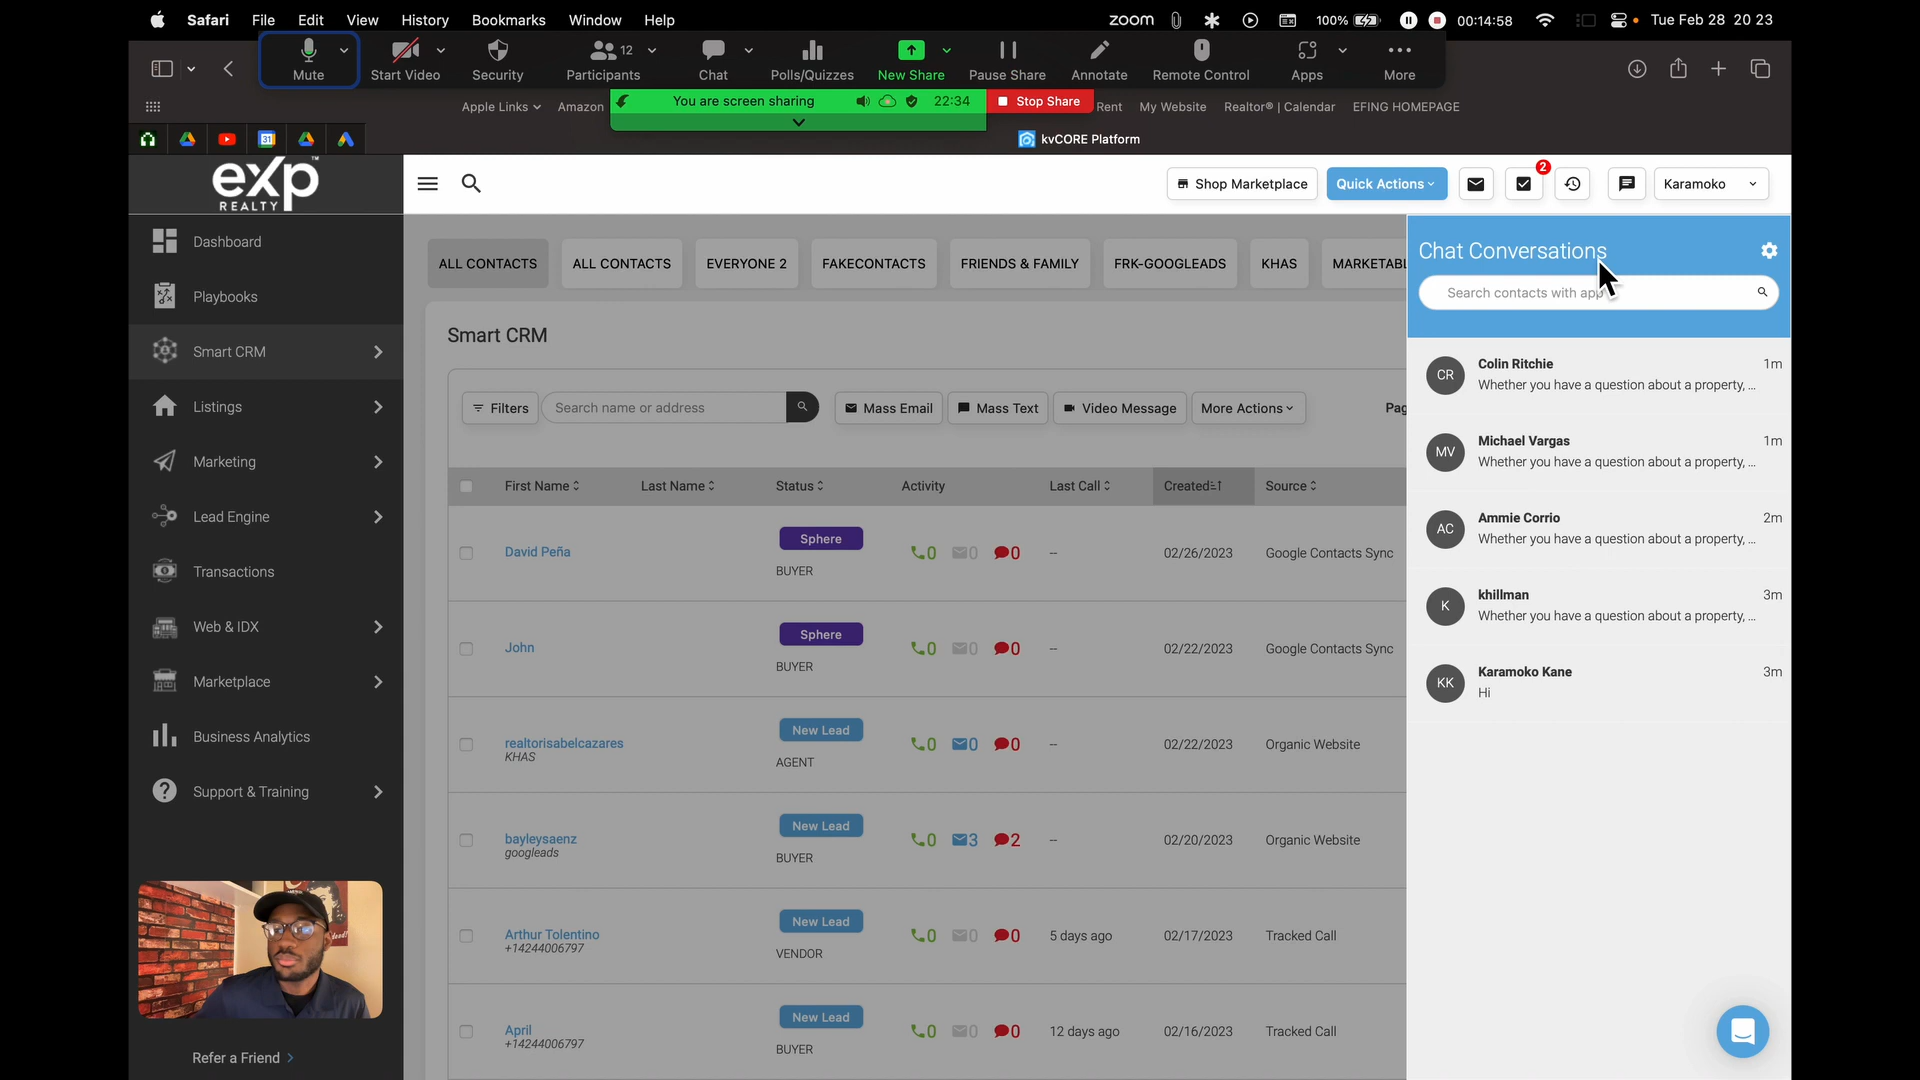 Safari File Edit View History Bookmarks Window Help zoom 100% 00:14:58 Tue Feb 28 20 23
Mute Start Video Security Participants 12 Chat Polls/Quizzes New Share Pause Share Annotate Remote Control Apps More
You are screen sharing 22:34 Stop Share
Apple Links Amazon Rent My Website Realtor® | Calendar EFING HOMEPAGE
31 kvCORE Platform
exp™
REALTY
Shop Marketplace Quick Actions 2 Karamoko
Dashboard
Playbooks
Smart CRM
Listings
Marketing
Lead Engine
Transactions
Web & IDX
Marketplace
Business Analytics
Support & Training
Refer a Friend
ALL CONTACTS ALL CONTACTS EVERYONE 2 FAKECONTACTS FRIENDS & FAMILY FRK-GOOGLEADS KHAS MARKETABL
Smart CRM
Filters Search name or address Mass Email Mass Text Video Message More Actions Pag
First Name Last Name Status Activity Last Call Created Source
David Peña Sphere 0 0 0 -- 02/26/2023 Google Contacts Sync
BUYER
John Sphere 0 0 0 -- 02/22/2023 Google Contacts Sync
BUYER
realtorisabelcazares New Lead 0 0 0 -- 02/22/2023 Organic Website
KHAS AGENT
bayleysaenz New Lead 0 3 2 -- 02/20/2023 Organic Website
googleads BUYER
Arthur Tolentino New Lead 0 0 0 5 days ago 02/17/2023 Tracked Call
+14244006797 VENDOR
April New Lead 0 0 0 12 days ago 02/16/2023 Tracked Call
+14244006797 BUYER
Chat Conversations
Search contacts with app
CR Colin Ritchie 1m
Whether you have a question about a property, ...
MV Michael Vargas 1m
Whether you have a question about a property, ...
AC Ammie Corrio 2m
Whether you have a question about a property, ...
K khillman 3m
Whether you have a question about a property, ...
KK Karamoko Kane 3m
Hi